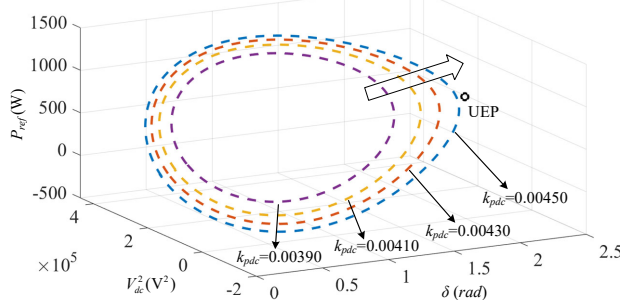 1500
1000
500
0
-500
P_ref(W)
UEP
k_pdc=0.00450
k_pdc=0.00430
k_pdc=0.00410
k_pdc=0.00390
4
2
0
-2
×10^5
V_dc^2(V^2)
0
0.5
1
1.5
2
2.5
δ (rad)